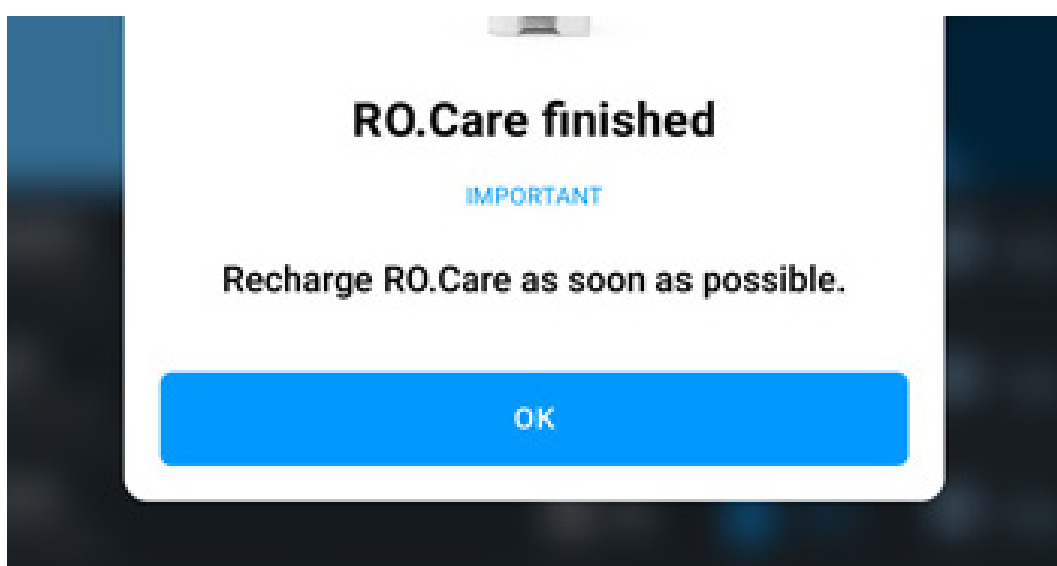 RO.Care finished
IMPORTANT
Recharge RO.Care as soon as possible.
OK